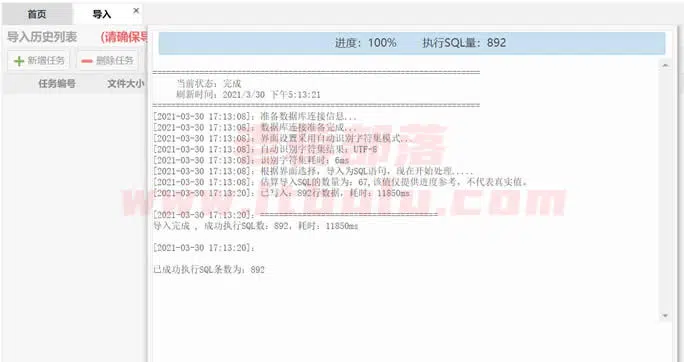 首页 导入 ×
导入历史列表 (请确保导
新增任务 删除任务
任务编号 文件大小
进度：100% 执行SQL量：892
==================================================
当前状态：完成
刷新时间：2021/3/30 下午5:13:21
==================================================
[2021-03-30 17:13:08]：准备数据库连接信息...
[2021-03-30 17:13:08]：数据库连接准备完成...
[2021-03-30 17:13:08]：界面设置采用自动识别字符集模式...
[2021-03-30 17:13:08]：自动识别字符集结果：UTF-8
[2021-03-30 17:13:08]：识别字符集耗时：6ms
[2021-03-30 17:13:08]：根据界面选择，导入为SQL语句，现在开始处理.....
[2021-03-30 17:13:08]：估算导入SQL的数量为：67,该值仅提供进度参考，不代表真实值。
[2021-03-30 17:13:20]：已写入：892行数据，耗时：11850ms
[2021-03-30 17:13:20]：======================================
导入完成 ，成功执行SQL数：892，耗时：11850ms
[2021-03-30 17:13:20]：
已成功执行SQL条数为：892
部落